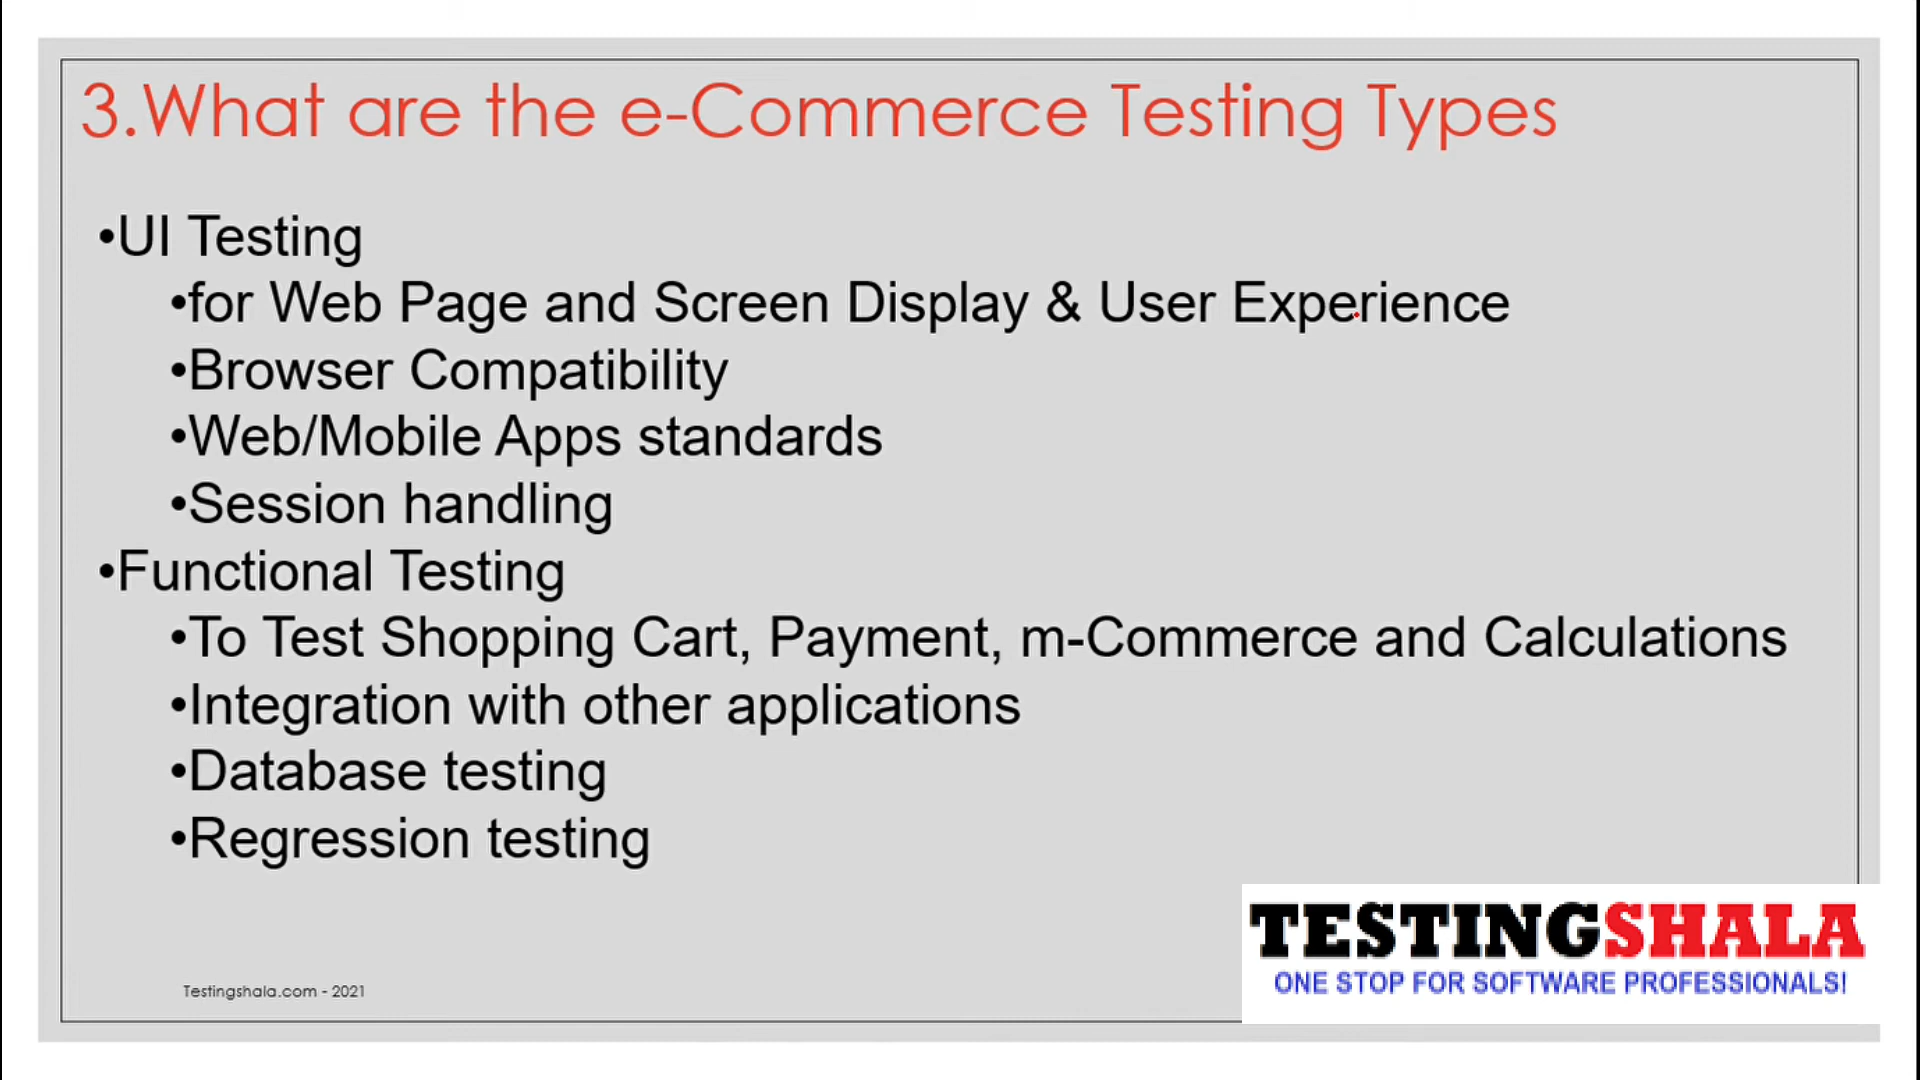 3.What are the e-Commerce Testing Types
•UI Testing
•for Web Page and Screen Display & User Experience
•Browser Compatibility
•Web/Mobile Apps standards
•Session handling
•Functional Testing
•To Test Shopping Cart, Payment, m-Commerce and Calculations
•Integration with other applications
•Database testing
•Regression testing
TESTINGSHALA
ONE STOP FOR SOFTWARE PROFESSIONALS!
Testingshala.com - 2021